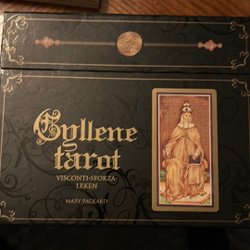 Gyllene
tarot
VISCONTI-SFORZA-
LEKEN
MARY PACKARD